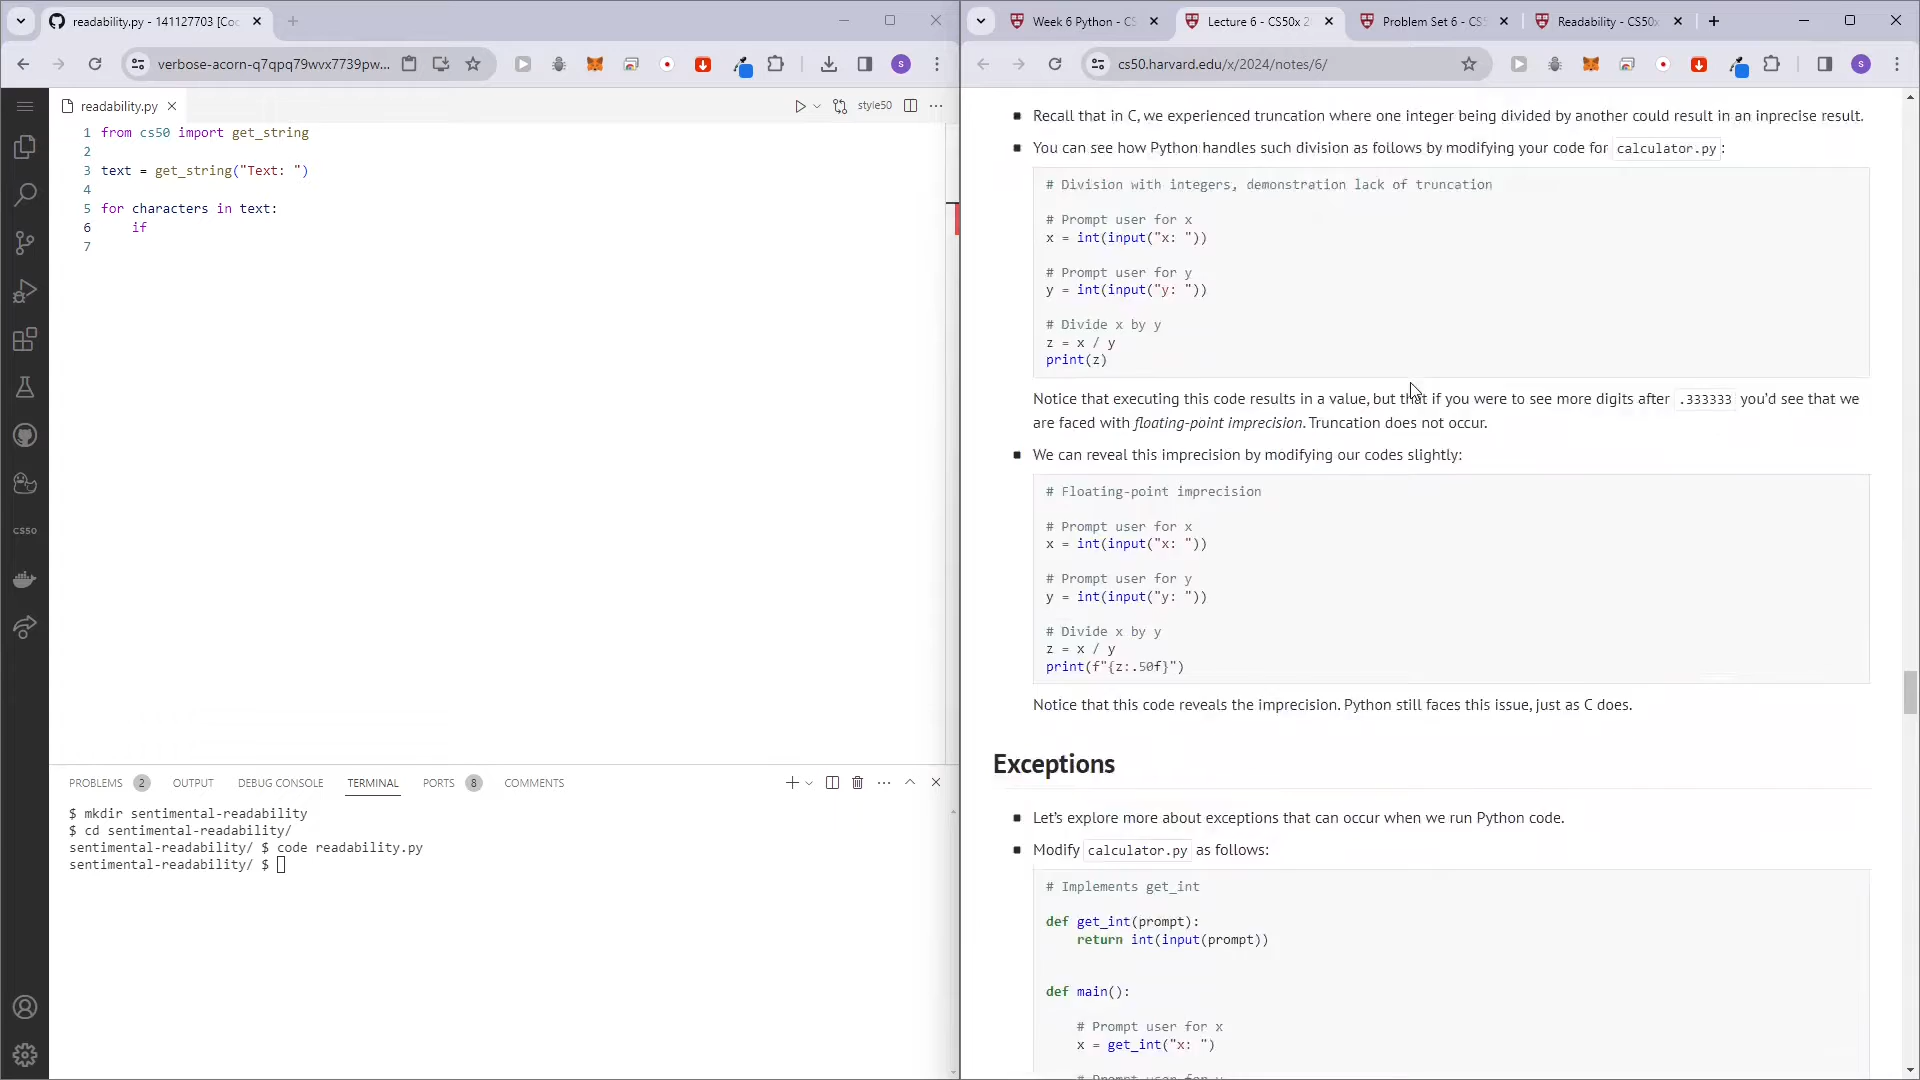 readability.py - 141127703 [Co
verbose-acorn-q7qpq79wvx7739pw...
S
readability.py
style50
1 from cs50 import get_string
2
3 text = get_string("Text: ")
4
5 for characters in text:
6 if
7
CS50
PROBLEMS 2 OUTPUT DEBUG CONSOLE TERMINAL PORTS 8 COMMENTS
$ mkdir sentimental-readability
$ cd sentimental-readability/
sentimental-readability/ $ code readability.py
sentimental-readability/ $
Week 6 Python - CS
Lecture 6 - CS50x 2
Problem Set 6 - CS5
Readability - CS50x
cs50.harvard.edu/x/2024/notes/6/
S
Recall that in C, we experienced truncation where one integer being divided by another could result in an inprecise result.
You can see how Python handles such division as follows by modifying your code for calculator.py:
# Division with integers, demonstration lack of truncation
# Prompt user for x
x = int(input("x: "))
# Prompt user for y
y = int(input("y: "))
# Divide x by y
z = x / y
print(z)
Notice that executing this code results in a value, but that if you were to see more digits after .333333 you'd see that we
are faced with floating-point imprecision. Truncation does not occur.
We can reveal this imprecision by modifying our codes slightly:
# Floating-point imprecision
# Prompt user for x
x = int(input("x: "))
# Prompt user for y
y = int(input("y: "))
# Divide x by y
z = x / y
print(f"{z:.50f}")
Notice that this code reveals the imprecision. Python still faces this issue, just as C does.
Exceptions
Let's explore more about exceptions that can occur when we run Python code.
Modify calculator.py as follows:
# Implements get_int
def get_int(prompt):
return int(input(prompt))
def main():
# Prompt user for x
x = get_int("x: ")
# Prompt user for y